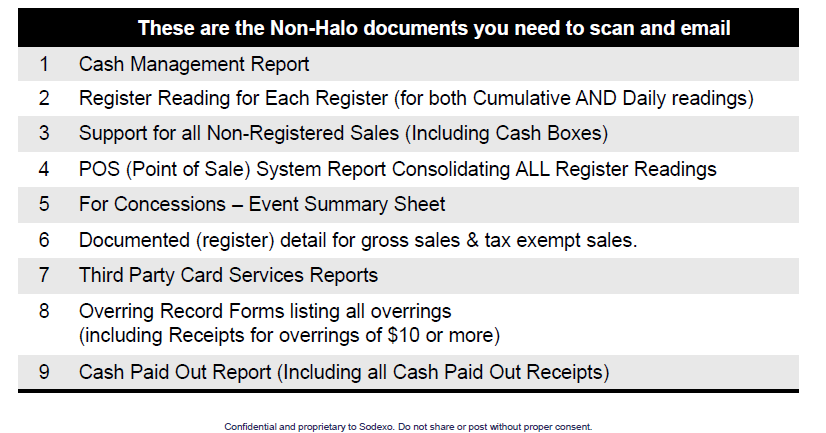 These are the Non-Halo documents you need to scan and email
1 Cash Management Report
2 Register Reading for Each Register (for both Cumulative AND Daily readings)
3 Support for all Non-Registered Sales (Including Cash Boxes)
4 POS (Point of Sale) System Report Consolidating ALL Register Readings
5 For Concessions – Event Summary Sheet
6 Documented (register) detail for gross sales & tax exempt sales.
7 Third Party Card Services Reports
8 Overring Record Forms listing all overrings
(including Receipts for overrings of $10 or more)
9 Cash Paid Out Report (Including all Cash Paid Out Receipts)
Confidential and proprietary to Sodexo. Do not share or post without proper consent.